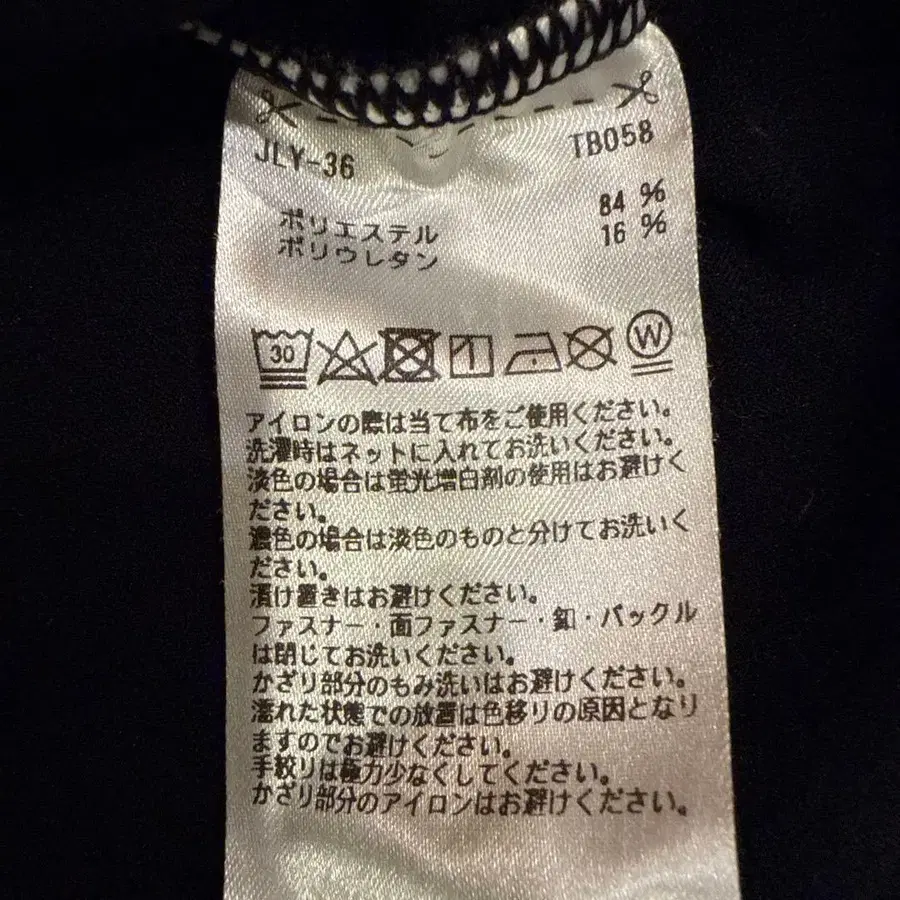 JLY-36 TB058
ポリエステル 84 %
ポリウレタン 16 %
30 W
アイロンの際は当て布をご使用ください。
洗濯時はネットに入れてお洗いください。
淡色の場合は蛍光増白剤の使用はお避けく
ださい。
濃色の場合は淡色のものと分けてお洗いく
ださい。
漬け置きはお避けください。
ファスナー・面ファスナー・釦・バックル
は閉じてお洗いください。
かざり部分のもみ洗いはお避けください。
濡れた状態での放置は色移りの原因となり
ますのでお避けください。
手絞りは極力少なくしてください。
かざり部分のアイロンはお避けください。